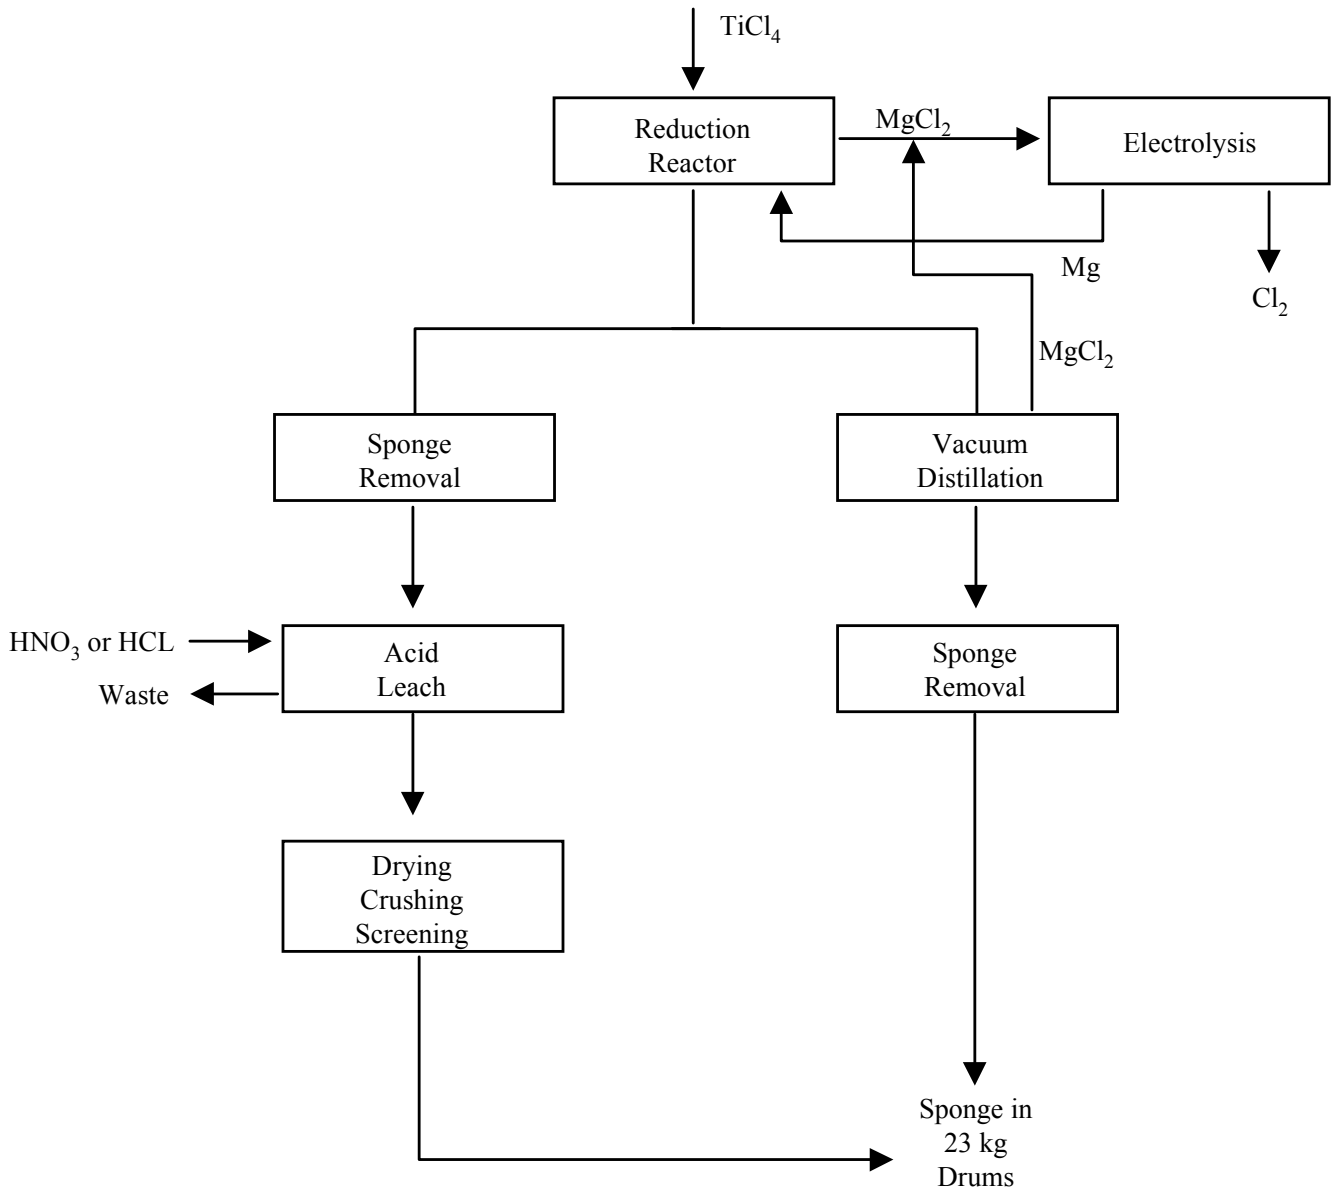 TiCl4
Reduction
Reactor
MgCl2
Electrolysis
Mg
Cl2
MgCl2
Sponge
Removal
Vacuum
Distillation
HNO3 or HCL
Waste
Acid
Leach
Sponge
Removal
Drying
Crushing
Screening
Sponge in
23 kg
Drums